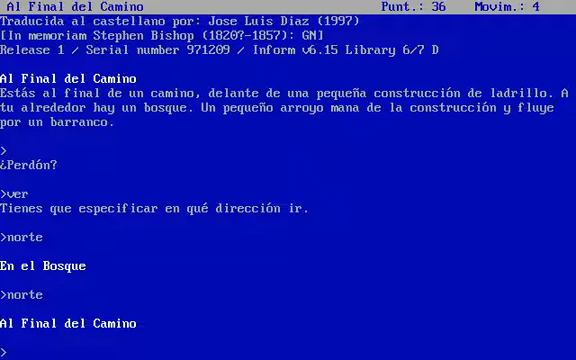 Al Final del Camino Punt.: 36 Movim.: 4
Traducida al castellano por: Jose Luis Diaz (1997)
[In memoriam Stephen Bishop (1820?-1857): GN]
Release 1 / Serial number 971209 / Inform v6.15 Library 6/7 D
Al Final del Camino
Estás al final de un camino, delante de una pequeña construcción de ladrillo. A
tu alrededor hay un bosque. Un pequeño arroyo mana de la construcción y fluye
por un barranco.
>
¿Perdón?
>ver
Tienes que especificar en qué dirección ir.
>norte
En el Bosque
>norte
Al Final del Camino
>